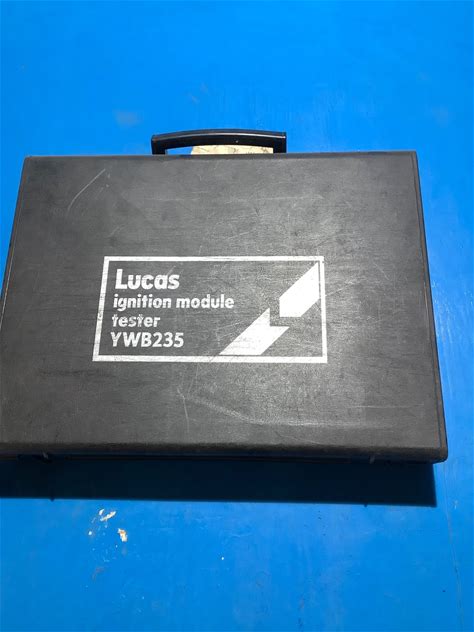 Lucas
ignition module
tester
YWB235